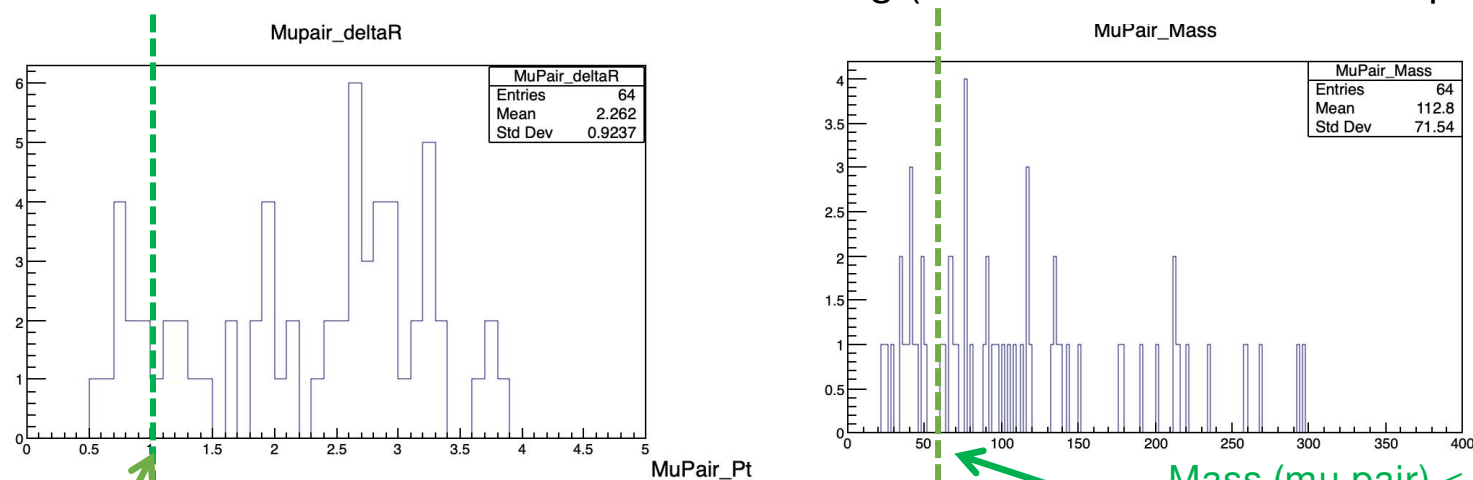 Mupair_deltaR
MuPair_deltaR
Entries 64
Mean 2.262
Std Dev 0.9237
6
5
4
3
2
1
0
0 0.5 1 1.5 2 2.5 3 3.5 4 4.5 5
MuPair_Pt
MuPair_Mass
MuPair_Mass
Entries 64
Mean 112.8
Std Dev 71.54
4
3.5
3
2.5
2
1.5
1
0.5
0
0 50 100 150 200 250 300 350 400
Mass (mu pair) <